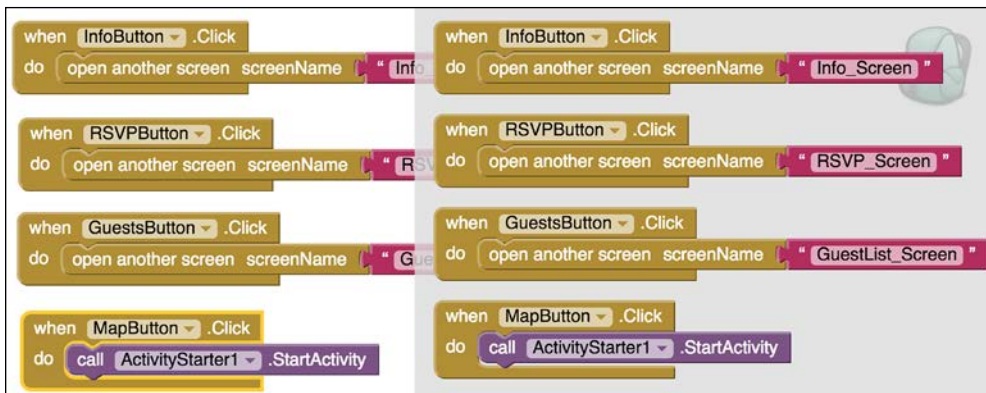 when InfoButton .Click
do open another screen screenName " Info_
when RSVPButton .Click
do open another screen screenName " RSV
when GuestsButton .Click
do open another screen screenName " Gue
when MapButton .Click
do call ActivityStarter1 .StartActivity
when InfoButton .Click
do open another screen screenName " Info_Screen "
when RSVPButton .Click
do open another screen screenName " RSVP_Screen "
when GuestsButton .Click
do open another screen screenName " GuestList_Screen "
when MapButton .Click
do call ActivityStarter1 .StartActivity